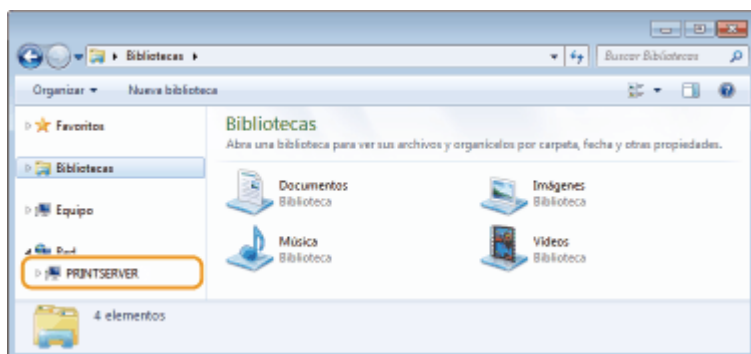 Bibliotecas
Buscar Bibliotecas
Organizar
Nueva biblioteca
Favoritos
Bibliotecas
Equipo
Red
PRINTSERVER
Bibliotecas
Abra una biblioteca para ver sus archivos y organícelos por carpeta, fecha y otras propiedades.
Documentos
Biblioteca
Imágenes
Biblioteca
Música
Biblioteca
Vídeos
Biblioteca
4 elementos